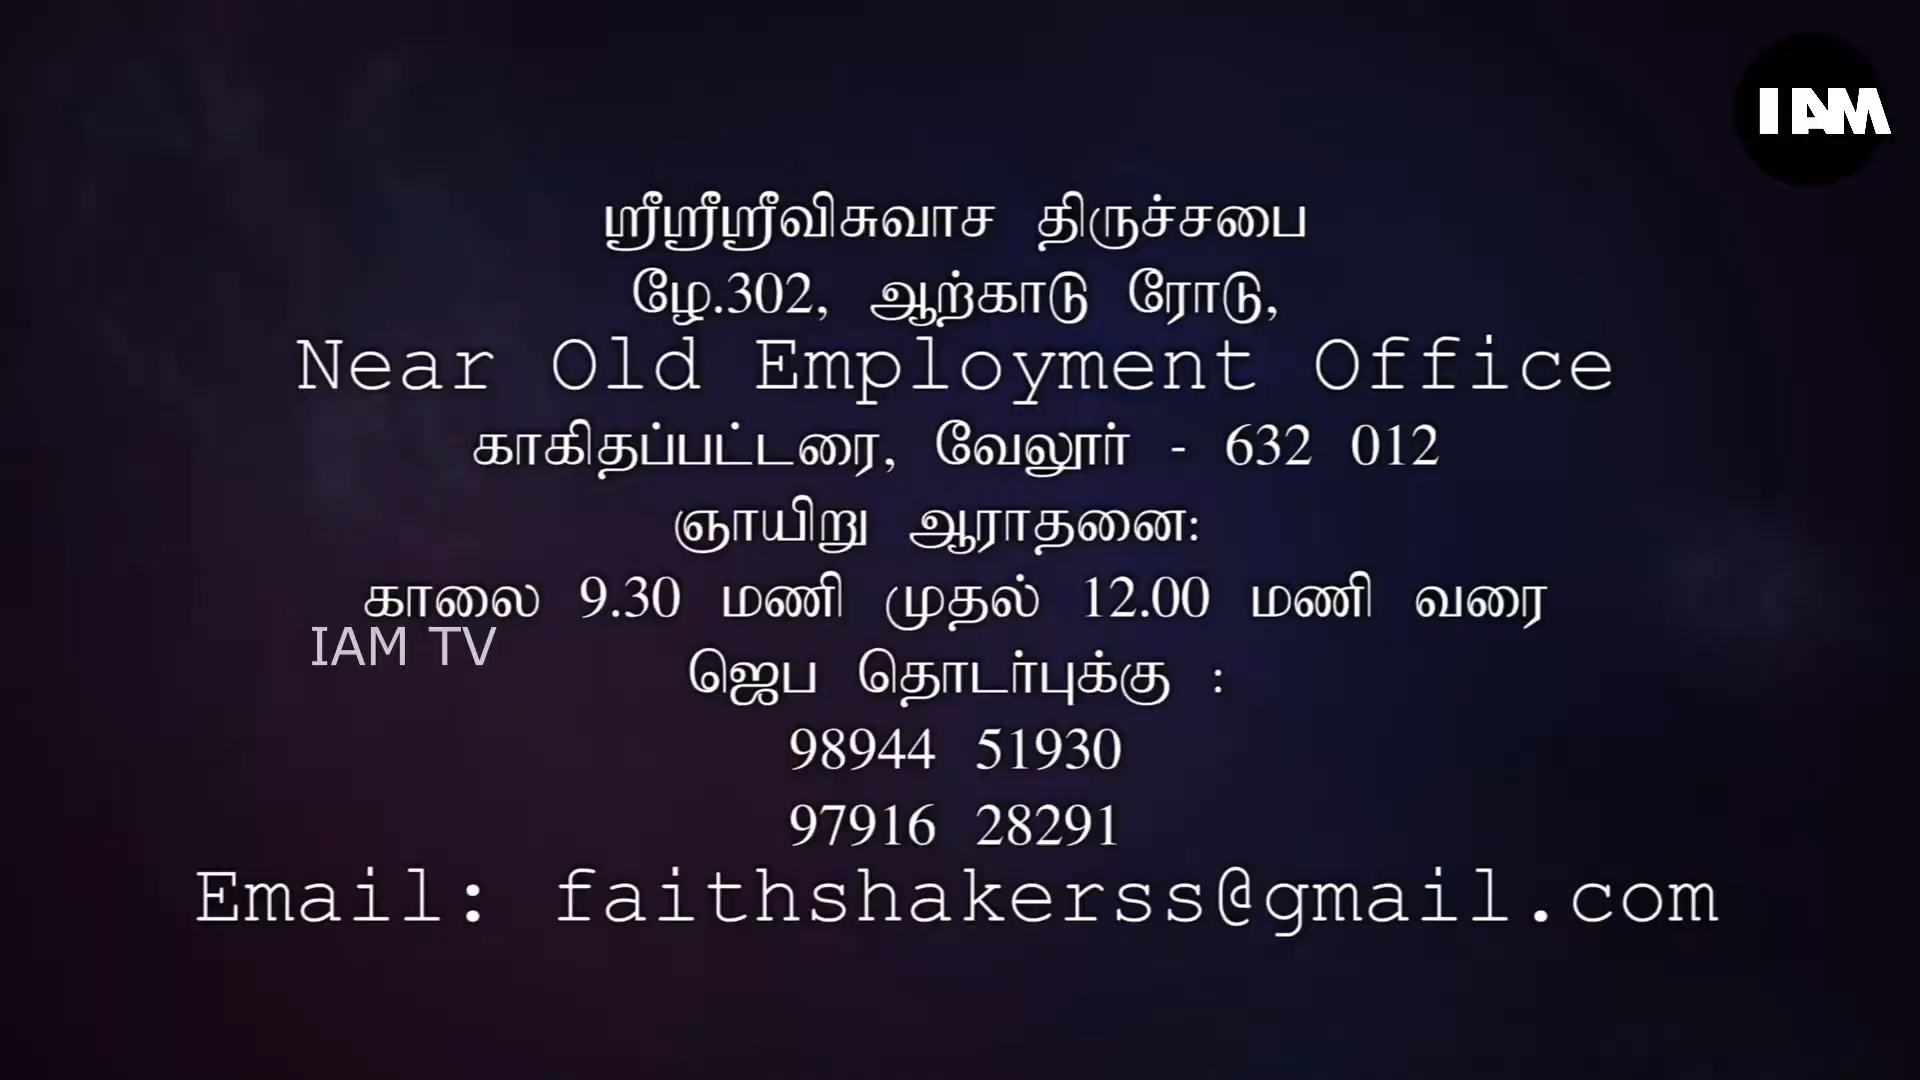 I AM
ஸ்ரீஸ்ரீஸ்ரீவிசுவாச திருச்சபை
ழே.302, ஆற்காடு ரோடு,
Near Old Employment Office
காகிதப்பட்டரை, வேலூர் - 632 012
ஞாயிறு ஆராதனை:
காலை 9.30 மணி முதல் 12.00 மணி வரை
IAM TV
ஜெப தொடர்புக்கு :
98944 51930
97916 28291
Email: faithshakerss@gmail.com